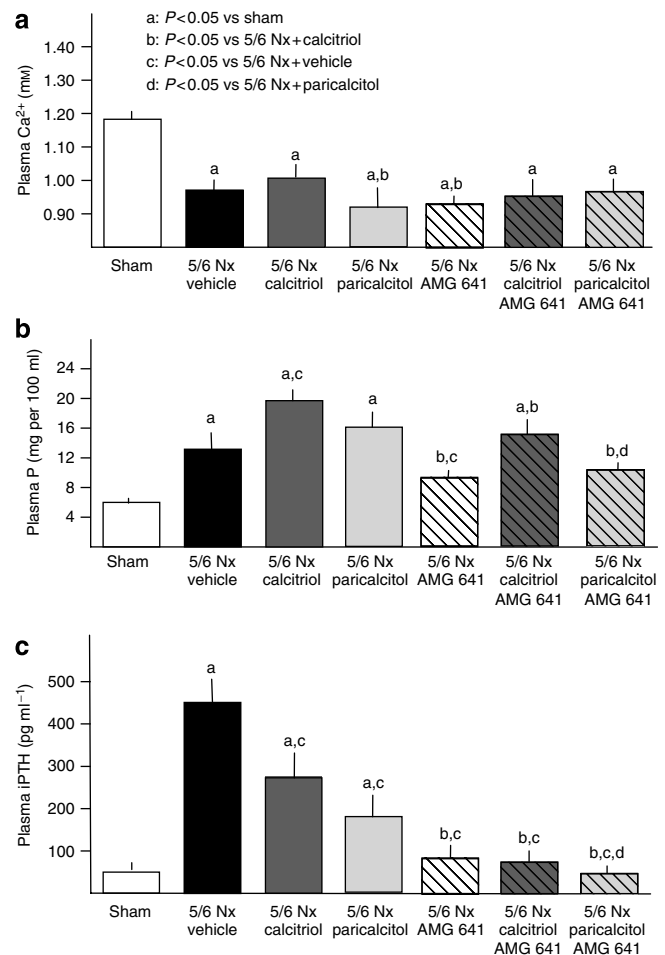 a
a: P<0.05 vs sham
b: P<0.05 vs 5/6 Nx+calcitriol
c: P<0.05 vs 5/6 Nx+vehicle
d: P<0.05 vs 5/6 Nx+paricalcitol
Plasma Ca²⁺ (mM)
1.40
1.20
1.00
0.90
a
a
a,b
a,b
a
a
Sham
5/6 Nx
vehicle
5/6 Nx
calcitriol
5/6 Nx
paricalcitol
5/6 Nx
AMG 641
5/6 Nx
calcitriol
AMG 641
5/6 Nx
paricalcitol
AMG 641
b
Plasma P (mg per 100 ml)
24
20
16
12
8
4
a
a,c
a
b,c
a,b
b,d
Sham
5/6 Nx
vehicle
5/6 Nx
calcitriol
5/6 Nx
paricalcitol
5/6 Nx
AMG 641
5/6 Nx
calcitriol
AMG 641
5/6 Nx
paricalcitol
AMG 641
c
Plasma iPTH (pg ml⁻¹)
500
400
300
200
100
a
a,c
a,c
b,c
b,c
b,c,d
Sham
5/6 Nx
vehicle
5/6 Nx
calcitriol
5/6 Nx
paricalcitol
5/6 Nx
AMG 641
5/6 Nx
calcitriol
AMG 641
5/6 Nx
paricalcitol
AMG 641